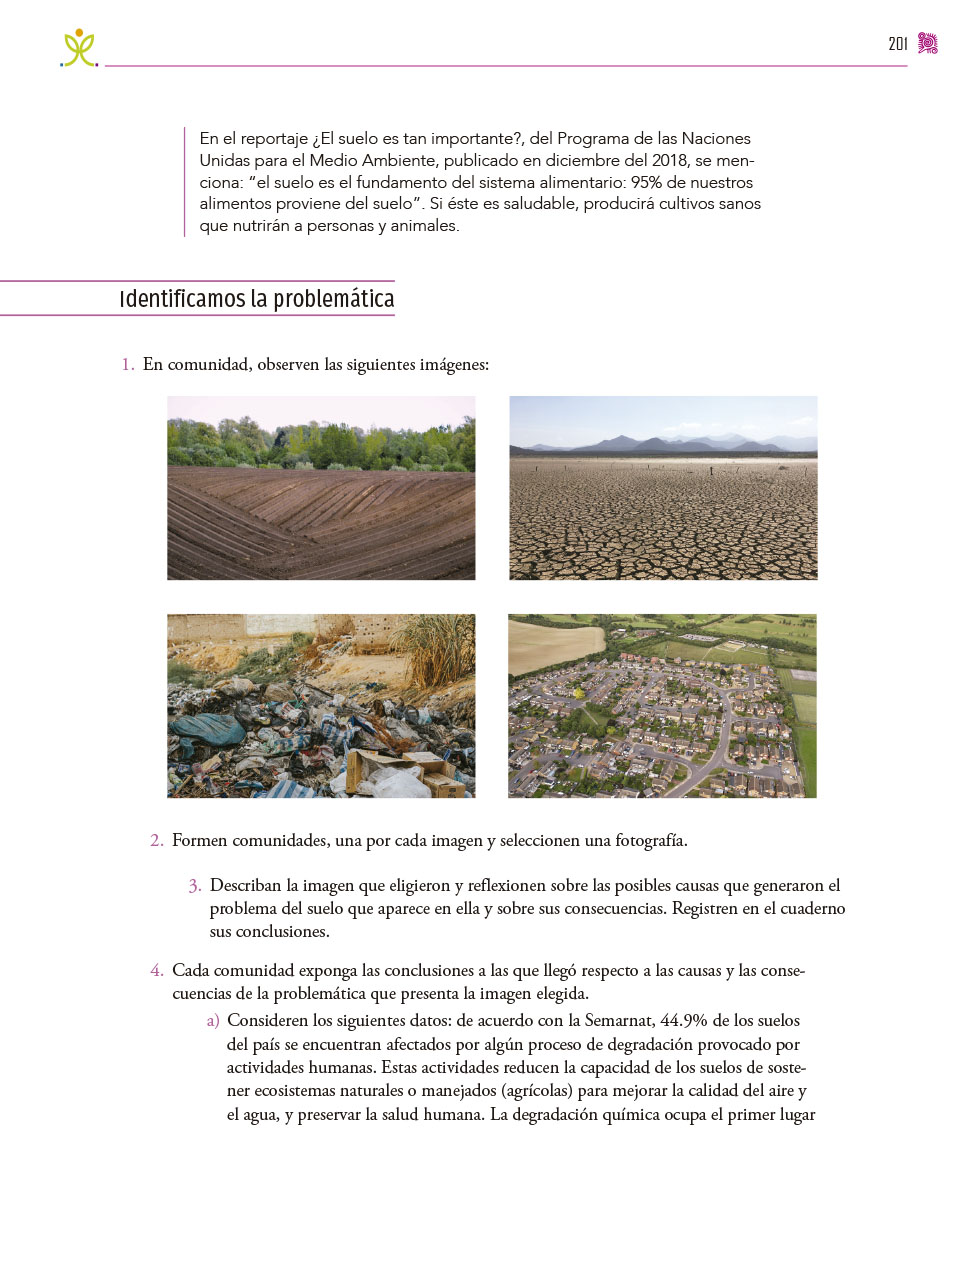 201
En el reportaje ¿El suelo es tan importante?, del Programa de las Naciones
Unidas para el Medio Ambiente, publicado en diciembre del 2018, se men-
ciona: “el suelo es el fundamento del sistema alimentario: 95% de nuestros
alimentos proviene del suelo”. Si éste es saludable, producirá cultivos sanos
que nutrirán a personas y animales.
Identificamos la problemática
1. En comunidad, observen las siguientes imágenes:
2. Formen comunidades, una por cada imagen y seleccionen una fotografía.
3. Describan la imagen que eligieron y reflexionen sobre las posibles causas que generaron el
problema del suelo que aparece en ella y sobre sus consecuencias. Registren en el cuaderno
sus conclusiones.
4. Cada comunidad exponga las conclusiones a las que llegó respecto a las causas y las conse-
cuencias de la problemática que presenta la imagen elegida.
a) Consideren los siguientes datos: de acuerdo con la Semarnat, 44.9% de los suelos
del país se encuentran afectados por algún proceso de degradación provocado por
actividades humanas. Estas actividades reducen la capacidad de los suelos de soste-
ner ecosistemas naturales o manejados (agrícolas) para mejorar la calidad del aire y
el agua, y preservar la salud humana. La degradación química ocupa el primer lugar